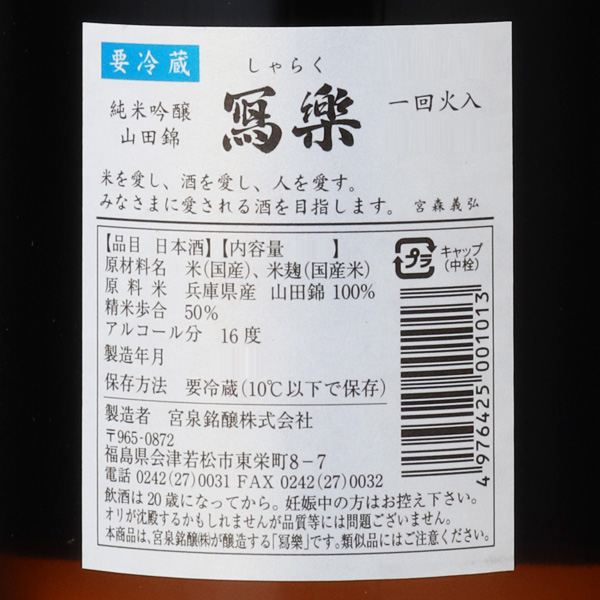 要冷蔵
しゃらく
純米吟醸
山田錦
寫樂
一回火入
米を愛し、酒を愛し、人を愛す。
みなさまに愛される酒を目指します。 宮森義弘
【品目 日本酒】【内容量 】
原材料名 米(国産)、米麹(国産米)
原料米 兵庫県産 山田錦 100%
精米歩合 50%
アルコール分 16度
製造年月
保存方法 要冷蔵(10℃以下で保存)
プラ
キャップ
(中栓)
4 976425 001013
製造者 宮泉銘醸株式会社
〒965-0872
福島県会津若松市東栄町8-7
電話 0242(27)0031 FAX 0242(27)0032
飲酒は20歳になってから。妊娠中の方はお控え下さい。
オリが沈殿するかもしれませんが品質等には問題ございません。
本商品は、宮泉銘醸㈱が醸造する「冩樂」です。類似品にはご注意ください。